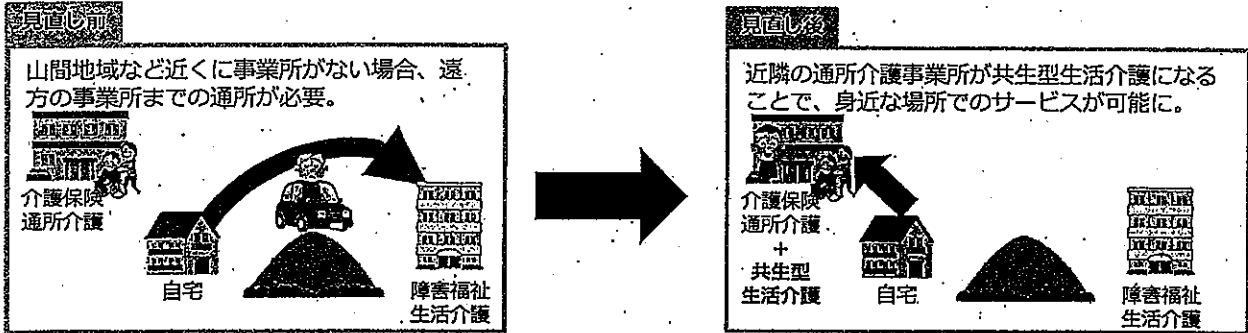 見直し前
山間地域など近くに事業所がない場合、遠
方の事業所までの通所が必要。
介護保険
通所介護
自宅
障害福祉
生活介護
見直し後
近隣の通所介護事業所が共生型生活介護になる
ことで、身近な場所でのサービスが可能に。
介護保険
通所介護
+
共生型
生活介護
自宅
障害福祉
生活介護